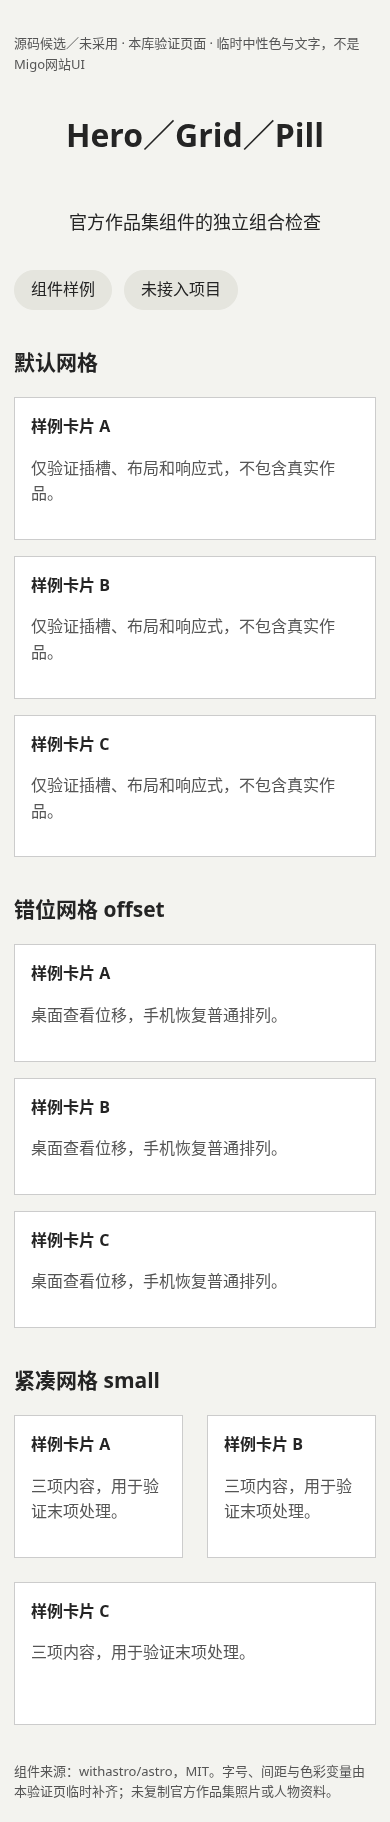 源码候选／未采用 · 本库验证页面 · 临时中性色与文字，不是
Migo网站UI
Hero／Grid／Pill
官方作品集组件的独立组合检查
组件样例
未接入项目
默认网格
样例卡片 A
仅验证插槽、布局和响应式，不包含真实作
品。
样例卡片 B
仅验证插槽、布局和响应式，不包含真实作
品。
样例卡片 C
仅验证插槽、布局和响应式，不包含真实作
品。
错位网格 offset
样例卡片 A
桌面查看位移，手机恢复普通排列。
样例卡片 B
桌面查看位移，手机恢复普通排列。
样例卡片 C
桌面查看位移，手机恢复普通排列。
紧凑网格 small
样例卡片 A
三项内容，用于验
证末项处理。
样例卡片 B
三项内容，用于验
证末项处理。
样例卡片 C
三项内容，用于验证末项处理。
组件来源：withastro/astro，MIT。字号、间距与色彩变量由
本验证页临时补齐；未复制官方作品集照片或人物资料。